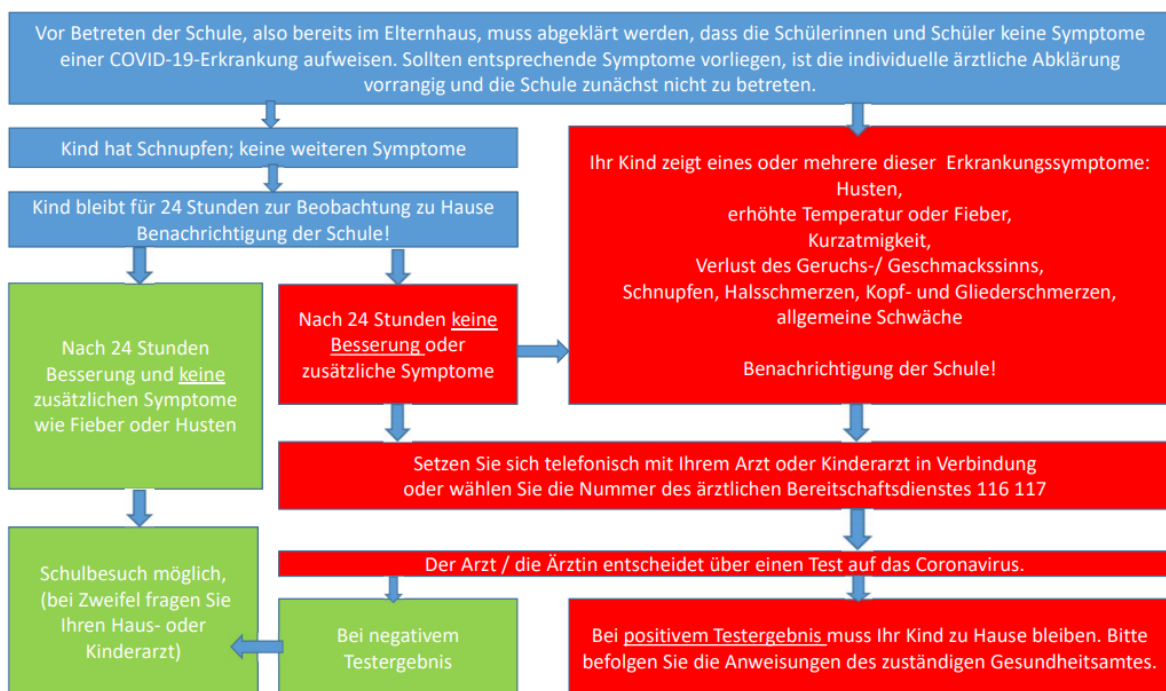 Vor Betreten der Schule, also bereits im Elternhaus, muss abgeklärt werden, dass die Schülerinnen und Schüler keine Symptome
einer COVID-19-Erkrankung aufweisen. Sollten entsprechende Symptome vorliegen, ist die individuelle ärztliche Abklärung
vorrangig und die Schule zunächst nicht zu betreten.
Kind hat Schnupfen; keine weiteren Symptome
Kind bleibt für 24 Stunden zur Beobachtung zu Hause
Benachrichtigung der Schule!
Ihr Kind zeigt eines oder mehrere dieser Erkrankungssymptome:
Husten,
erhöhte Temperatur oder Fieber,
Kurzatmigkeit,
Verlust des Geruchs-/ Geschmackssinns,
Schnupfen, Halsschmerzen, Kopf- und Gliederschmerzen,
allgemeine Schwäche
Benachrichtigung der Schule!
Nach 24 Stunden
Besserung und keine
zusätzlichen Symptome
wie Fieber oder Husten
Nach 24 Stunden keine
Besserung oder
zusätzliche Symptome
Setzen Sie sich telefonisch mit Ihrem Arzt oder Kinderarzt in Verbindung
oder wählen Sie die Nummer des ärztlichen Bereitschaftsdienstes 116 117
Der Arzt / die Ärztin entscheidet über einen Test auf das Coronavirus.
Schulbesuch möglich,
(bei Zweifel fragen Sie
Ihren Haus- oder
Kinderarzt)
Bei negativem
Testergebnis
Bei positivem Testergebnis muss Ihr Kind zu Hause bleiben. Bitte
befolgen Sie die Anweisungen des zuständigen Gesundheitsamtes.